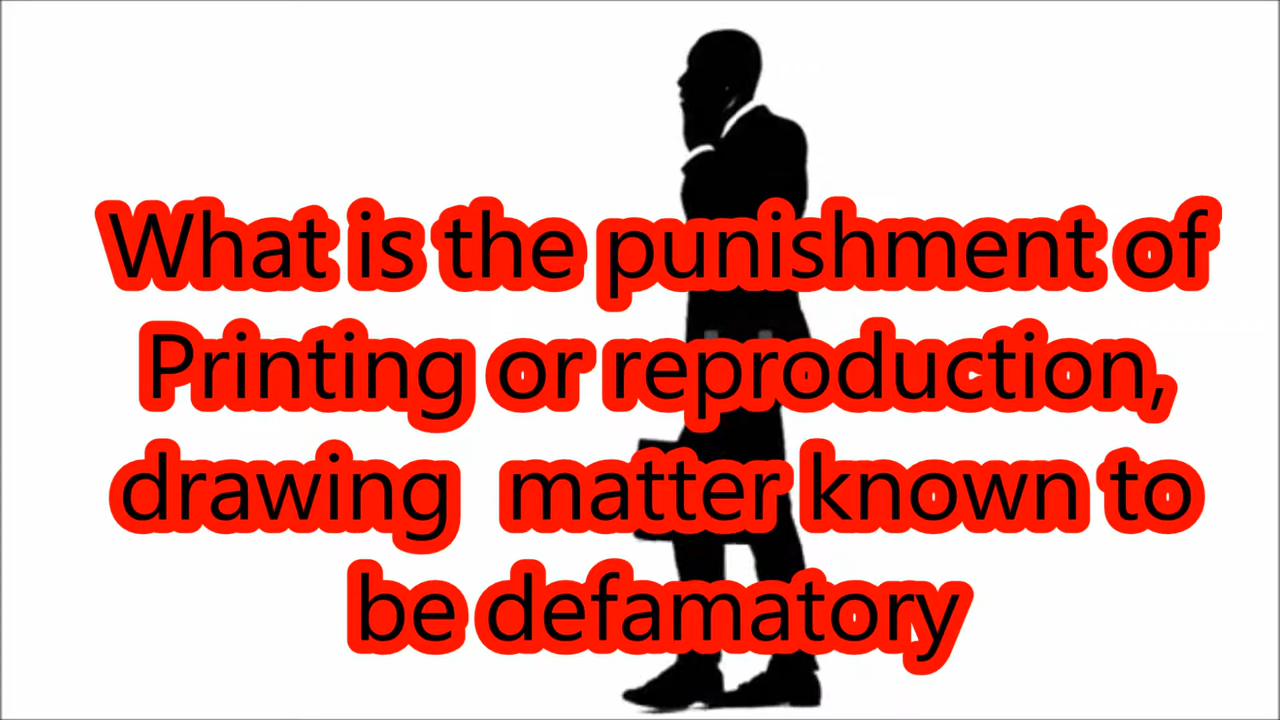 What is the punishment of
Printing or reproduction,
drawing matter known to
be defamatory